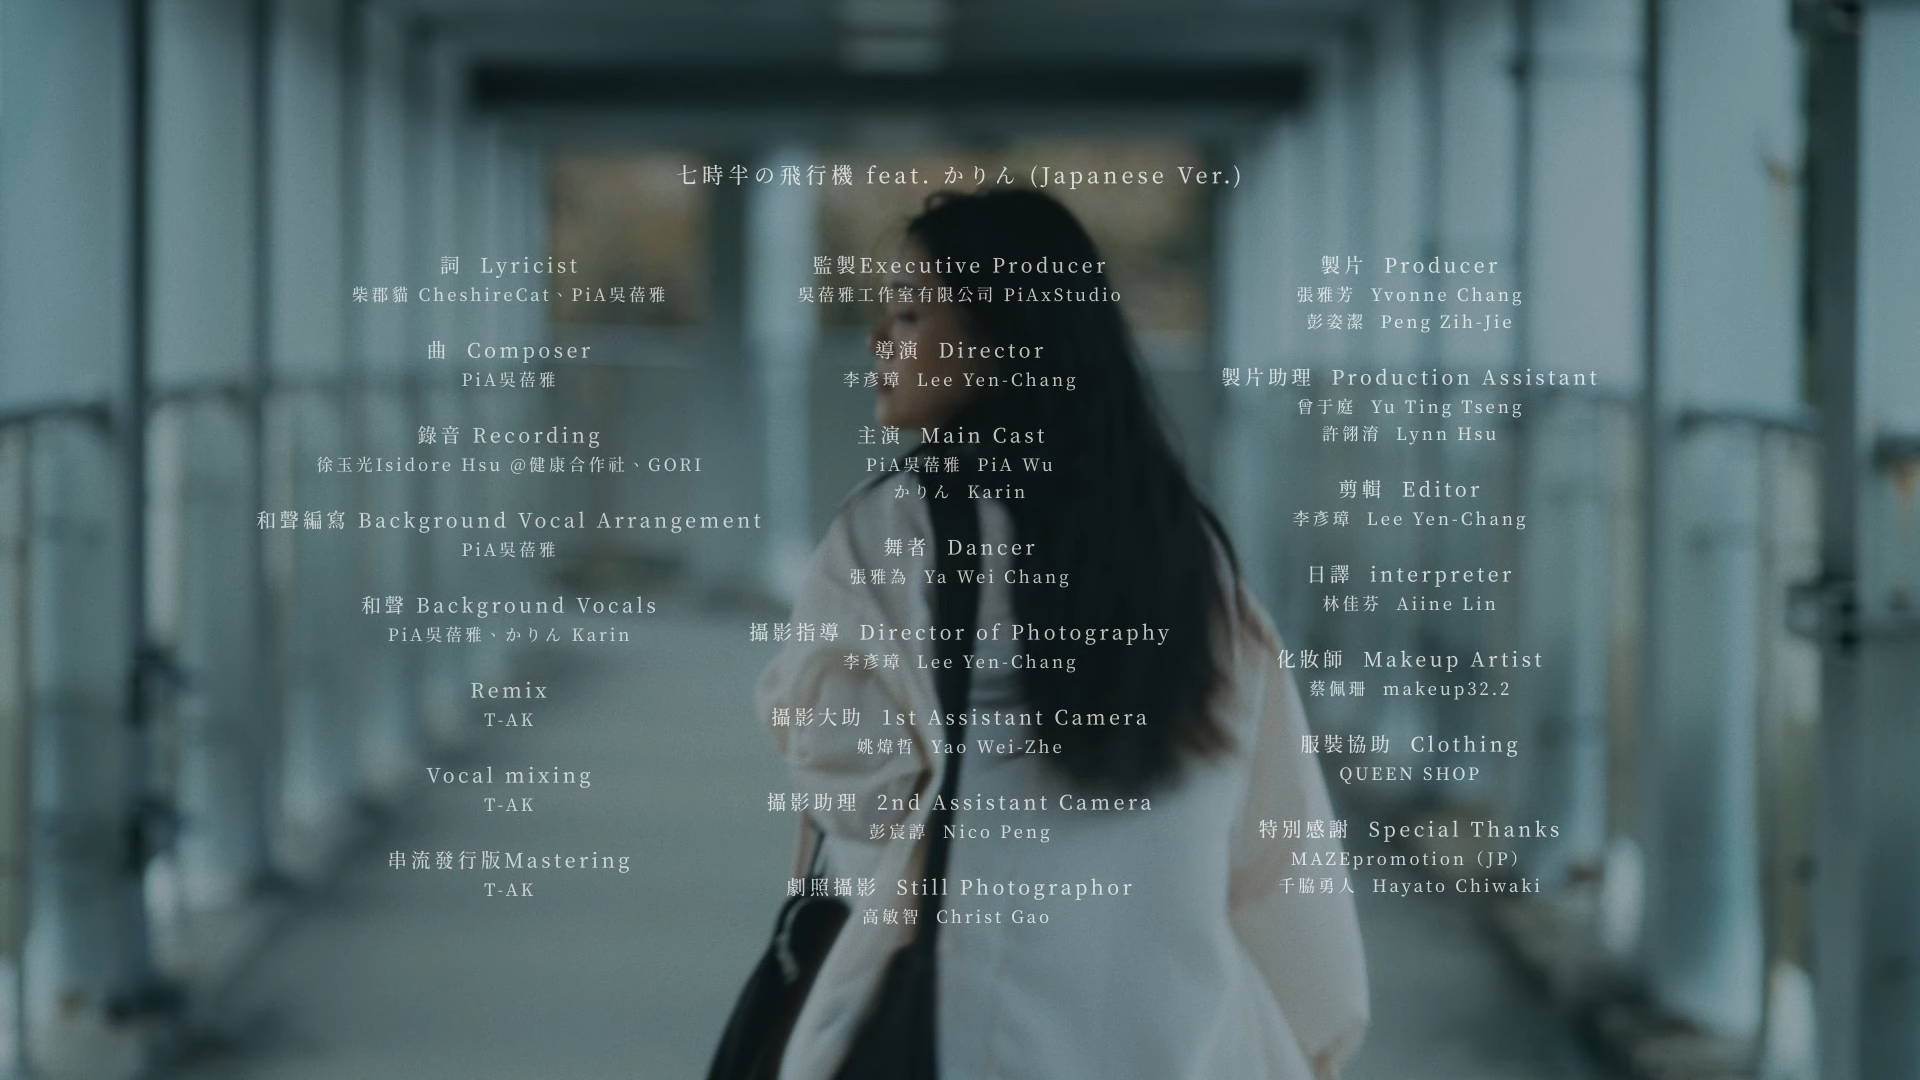 七時半の飛行機 feat. かりん (Japanese Ver.)
詞 Lyricist
柴郡貓 CheshireCat、PiA吳蓓雅
曲 Composer
PiA吳蓓雅
錄音 Recording
徐玉光Isidore Hsu @健康合作社、GORI
和聲編寫 Background Vocal Arrangement
PiA吳蓓雅
和聲 Background Vocals
PiA吳蓓雅、かりん Karin
Remix
T-AK
Vocal mixing
T-AK
串流發行版Mastering
T-AK
監製Executive Producer
吳蓓雅工作室有限公司 PiAxStudio
導演 Director
李彥璋 Lee Yen-Chang
主演 Main Cast
PiA吳蓓雅 PiA Wu
かりん Karin
舞者 Dancer
張雅為 Ya Wei Chang
攝影指導 Director of Photography
李彥璋 Lee Yen-Chang
攝影大助 1st Assistant Camera
姚煒哲 Yao Wei-Zhe
攝影助理 2nd Assistant Camera
彭宸諄 Nico Peng
劇照攝影 Still Photographor
高敏智 Christ Gao
製片 Producer
張雅芳 Yvonne Chang
彭姿潔 Peng Zih-Jie
製片助理 Production Assistant
曾于庭 Yu Ting Tseng
許翎淯 Lynn Hsu
剪輯 Editor
李彥璋 Lee Yen-Chang
日譯 interpreter
林佳芬 Aiine Lin
化妝師 Makeup Artist
蔡佩珊 makeup32.2
服裝協助 Clothing
QUEEN SHOP
特別感謝 Special Thanks
MAZEpromotion（JP）
千脇勇人 Hayato Chiwaki